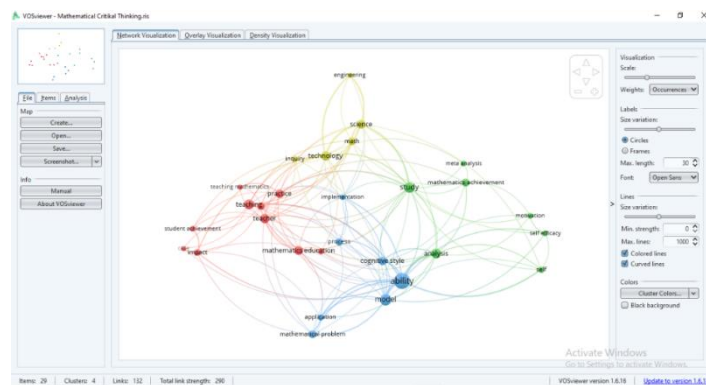 VOSviewer - Mathematical Critikal Thinking.ris
Network Visualization Overlay Visualization Density Visualization
File Items Analysis
Map
Create...
Open...
Save...
Screenshot...
Info
Manual
About VOSviewer
engineering
science
math
inquiry technology
meta analysis
teaching mathematics
practice
implementation
study
mathematics achievement
teaching
teacher
motivation
student achievement
self efficacy
process
impact
mathematics education
cognitive style
analysis
self
ability
model
application
mathematical problem
Visualization
Scale:
Weights: Occurrences
Labels
Size variation:
Circles
Frames
Max. length: 30
Font: Open Sans
Lines
Size variation:
Min. strength: 0
Max. lines: 1000
Colored lines
Curved lines
Colors
Cluster Colors...
Black background
Activate Windows
Go to Settings to activate Windows.
Items: 29 Clusters: 4 Links: 132 Total link strength: 290
VOSviewer version 1.6.18 Update to version